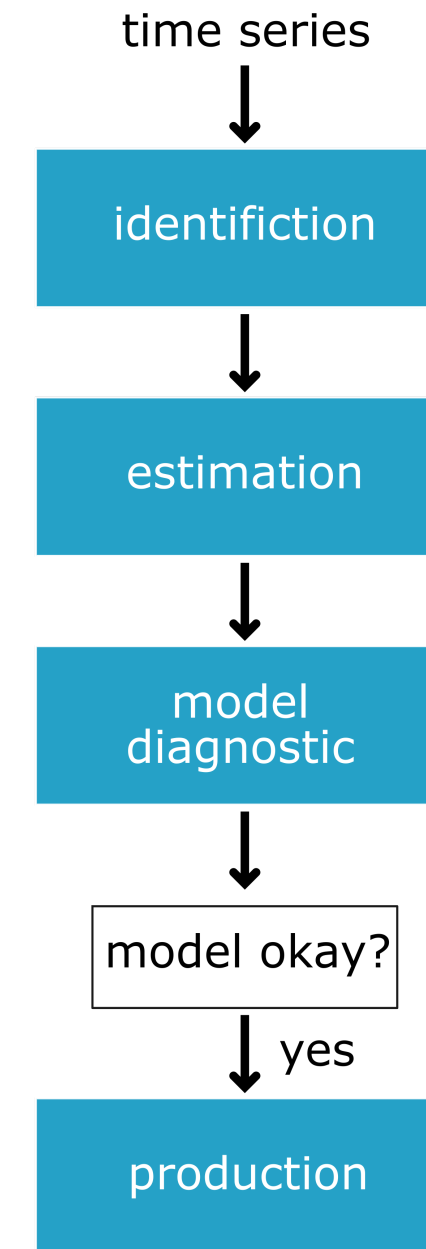 time series
identifiction
estimation
model
diagnostic
model okay?
yes
production